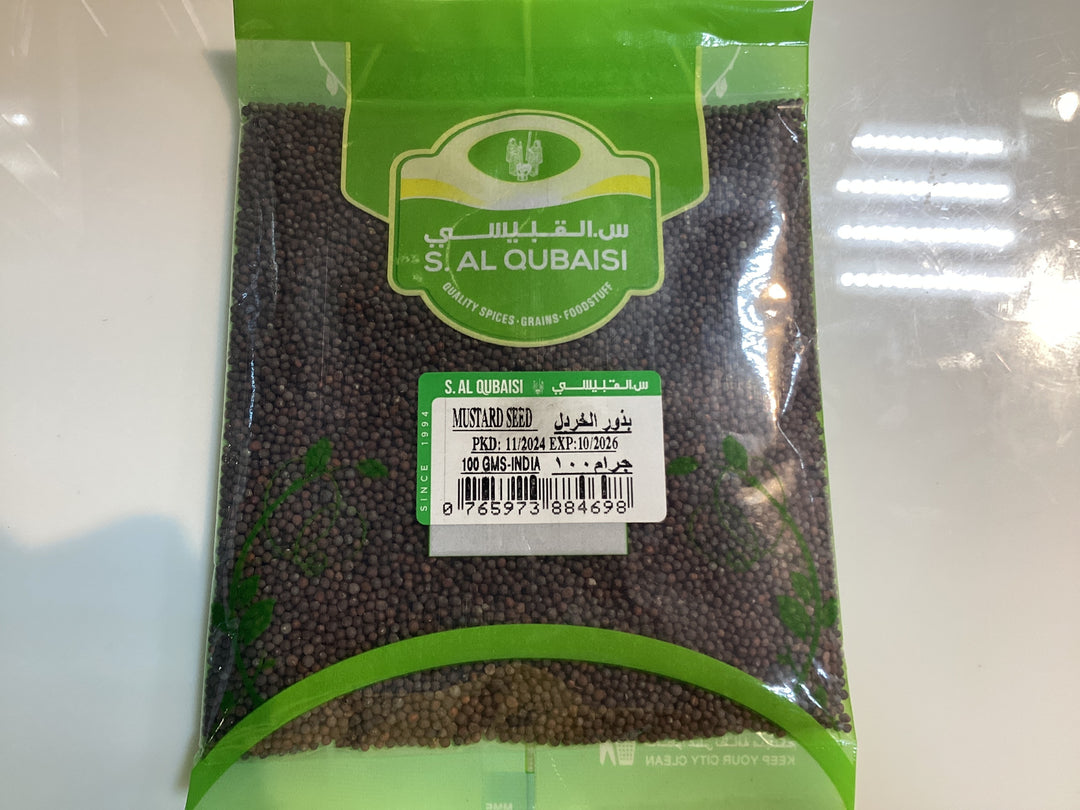 س.القبيسي
S. AL QUBAISI
QUALITY SPICES · GRAINS · FOODSTUFF
S. AL QUBAISI س.القبيسي
SINCE 1994
MUSTARD SEED بذور الخردل
PKD: 11/2024 EXP:10/2026
100 GMS-INDIA جرام ١٠٠
0 765973 884698
KEEP YOUR CITY CLEAN